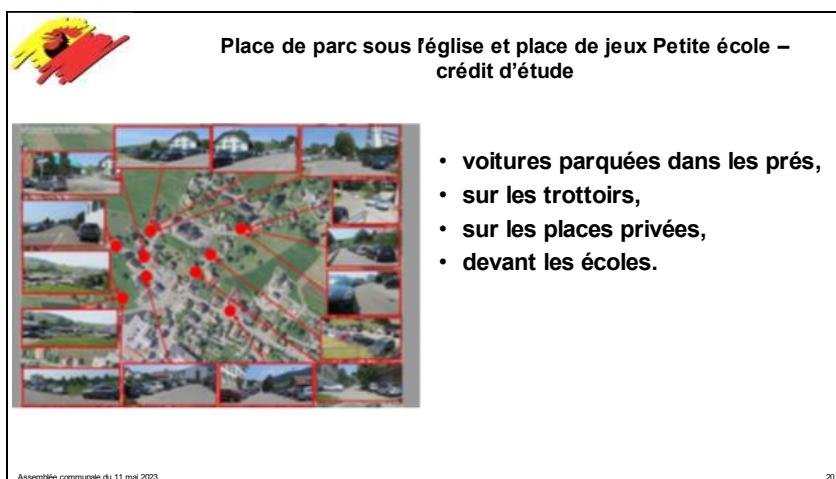 Place de parc sous l'église et place de jeux Petite école –
crédit d'étude
• voitures parquées dans les prés,
• sur les trottoirs,
• sur les places privées,
• devant les écoles.
Assemblée communale du 11 mai 2023
20